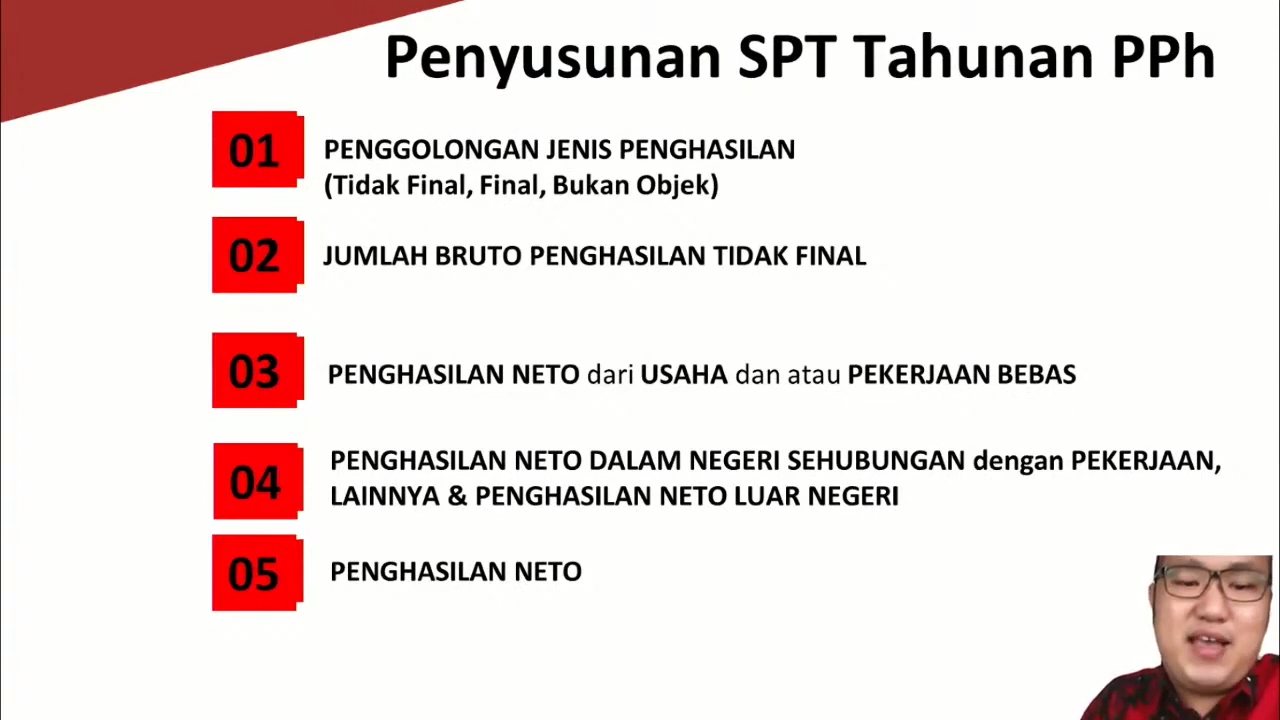 Penyusunan SPT Tahunan PPh
01
PENGGOLONGAN JENIS PENGHASILAN
(Tidak Final, Final, Bukan Objek)
02
JUMLAH BRUTO PENGHASILAN TIDAK FINAL
03
PENGHASILAN NETO dari USAHA dan atau PEKERJAAN BEBAS
04
PENGHASILAN NETO DALAM NEGERI SEHUBUNGAN dengan PEKERJAAN,
LAINNYA & PENGHASILAN NETO LUAR NEGERI
05
PENGHASILAN NETO